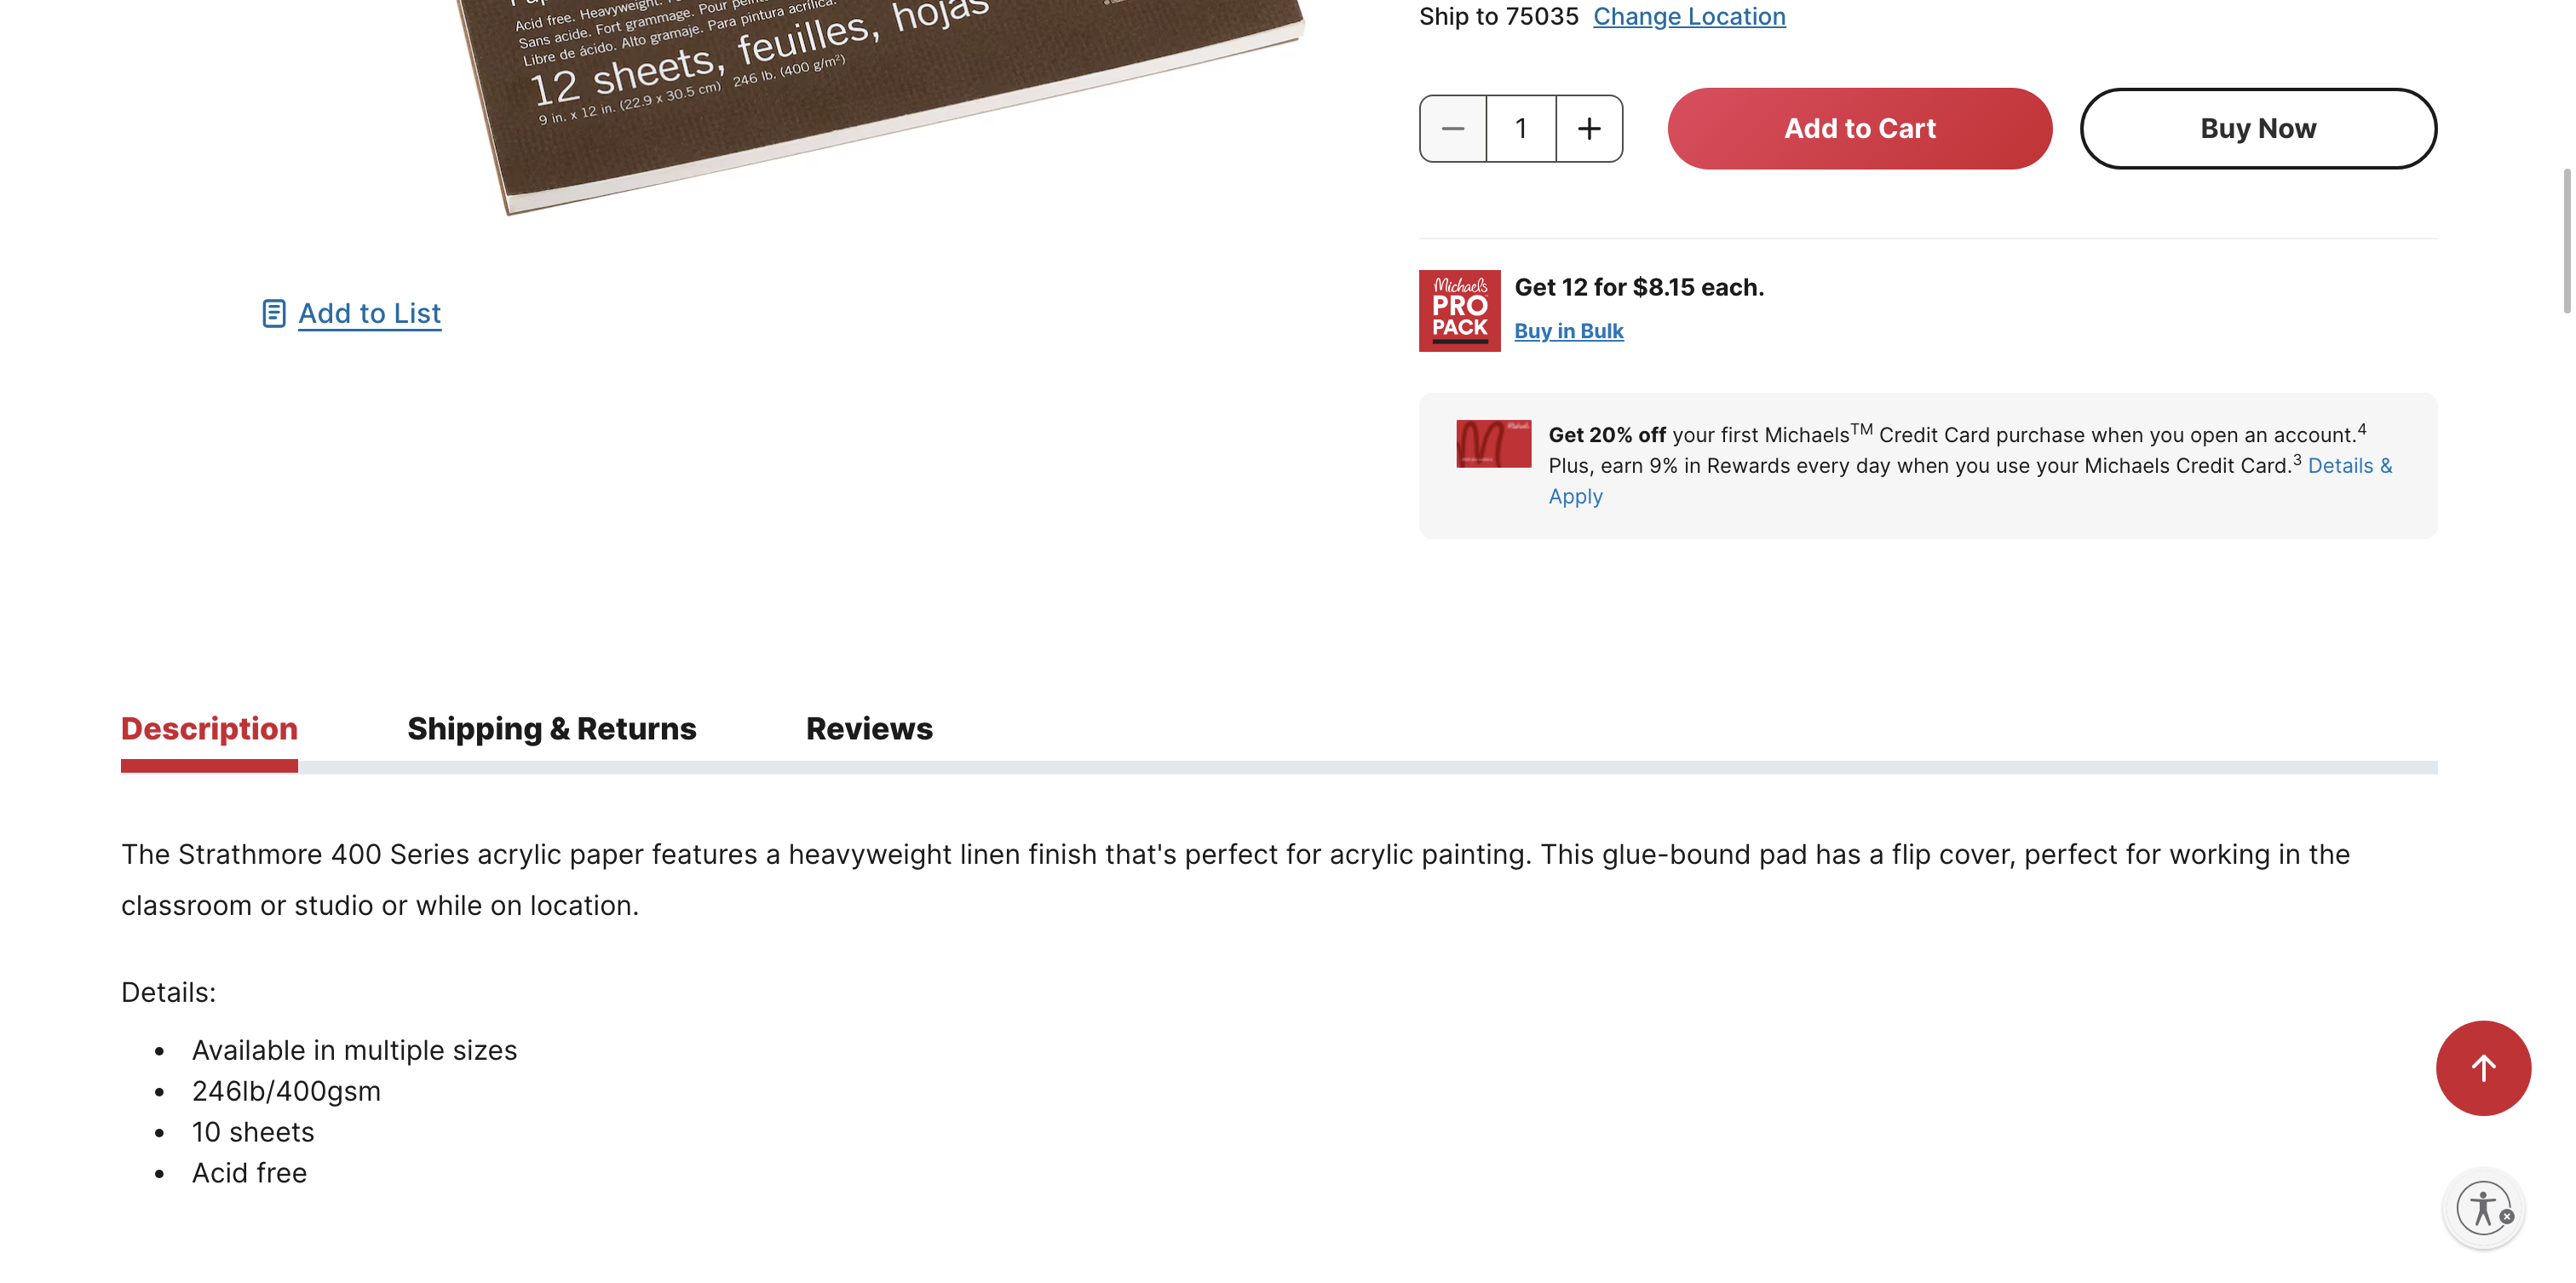 Acid free. Heavyweight.
Sans acide. Fort grammage. Pour
Libre de ácido. Alto gramaje. Para pintura acrílica.
12 sheets, feuilles, hojas
9 in. x 12 in. (22.9 x 30.5 cm) 246 lb. (400 g/m²)
Add to List
Ship to 75035 Change Location
1
Add to Cart
Buy Now
Michaels
PRO
PACK
Get 12 for $8.15 each.
Buy in Bulk
Get 20% off your first Michaels™ Credit Card purchase when you open an account.⁴
Plus, earn 9% in Rewards every day when you use your Michaels Credit Card.³ Details &
Apply
Description Shipping & Returns Reviews
The Strathmore 400 Series acrylic paper features a heavyweight linen finish that's perfect for acrylic painting. This glue-bound pad has a flip cover, perfect for working in the
classroom or studio or while on location.
Details:
• Available in multiple sizes
• 246lb/400gsm
• 10 sheets
• Acid free